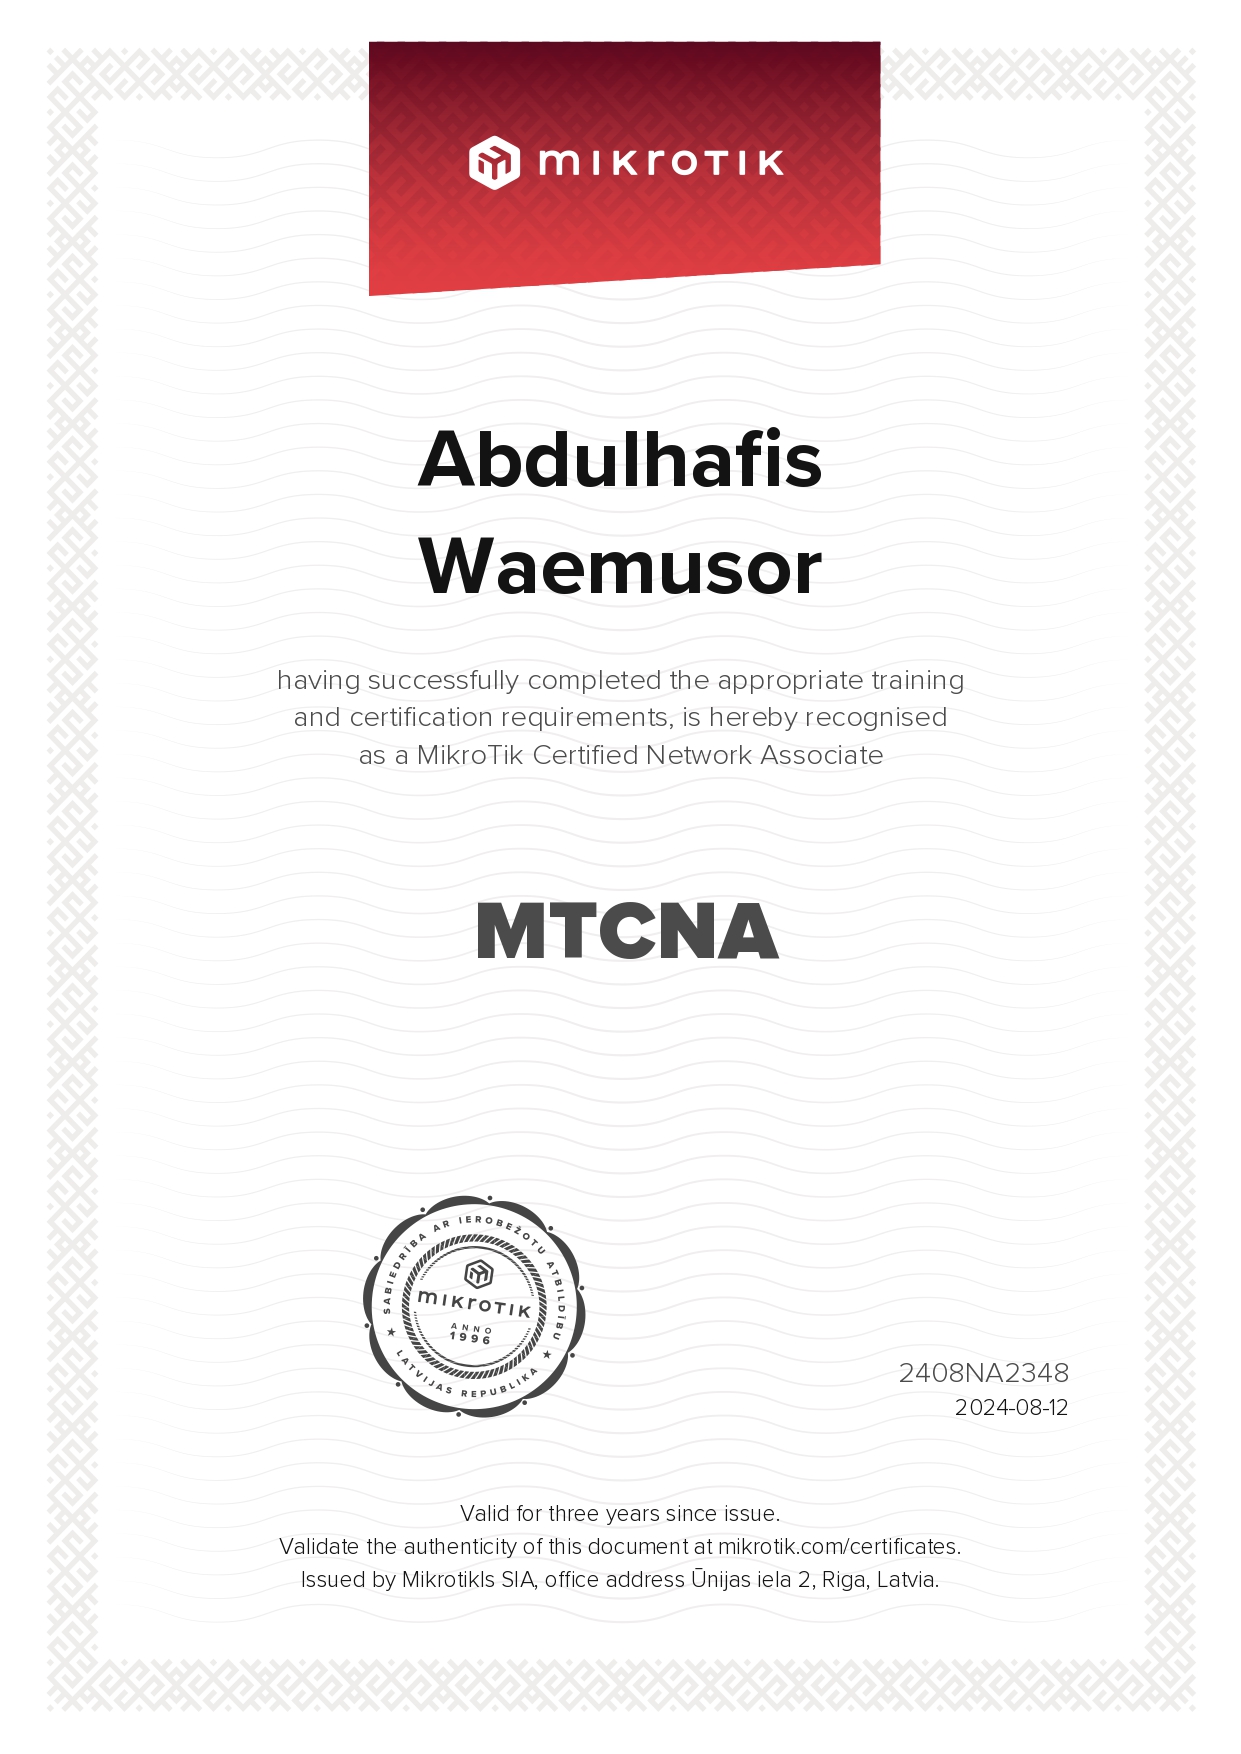 mikrotik
Abdulhafis
Waemusor
having successfully completed the appropriate training
and certification requirements, is hereby recognised
as a MikroTik Certified Network Associate
MTCNA
SABIEDRĪBA AR IEROBEŽOTU ATBILDĪBU
mikrotik
ANNO
1996
★ LATVIJAS REPUBLIKA ★
2408NA2348
2024-08-12
Valid for three years since issue.
Validate the authenticity of this document at mikrotik.com/certificates.
Issued by Mikrotikls SIA, office address Ūnijas iela 2, Riga, Latvia.